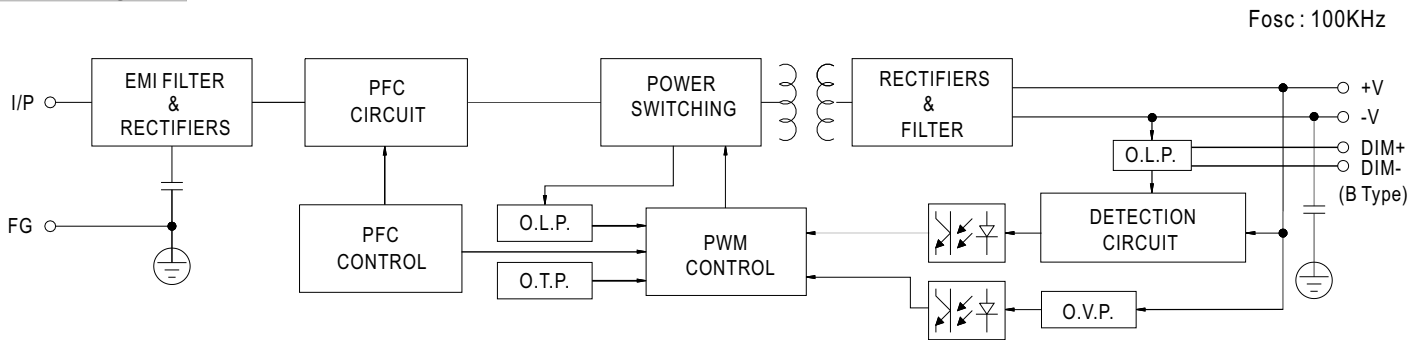 Fosc : 100KHz
I/P
EMI FILTER
&
RECTIFIERS
PFC
CIRCUIT
POWER
SWITCHING
RECTIFIERS
&
FILTER
+V
-V
DIM+
DIM-
(B Type)
O.L.P.
FG
PFC
CONTROL
O.L.P.
O.T.P.
PWM
CONTROL
DETECTION
CIRCUIT
O.V.P.